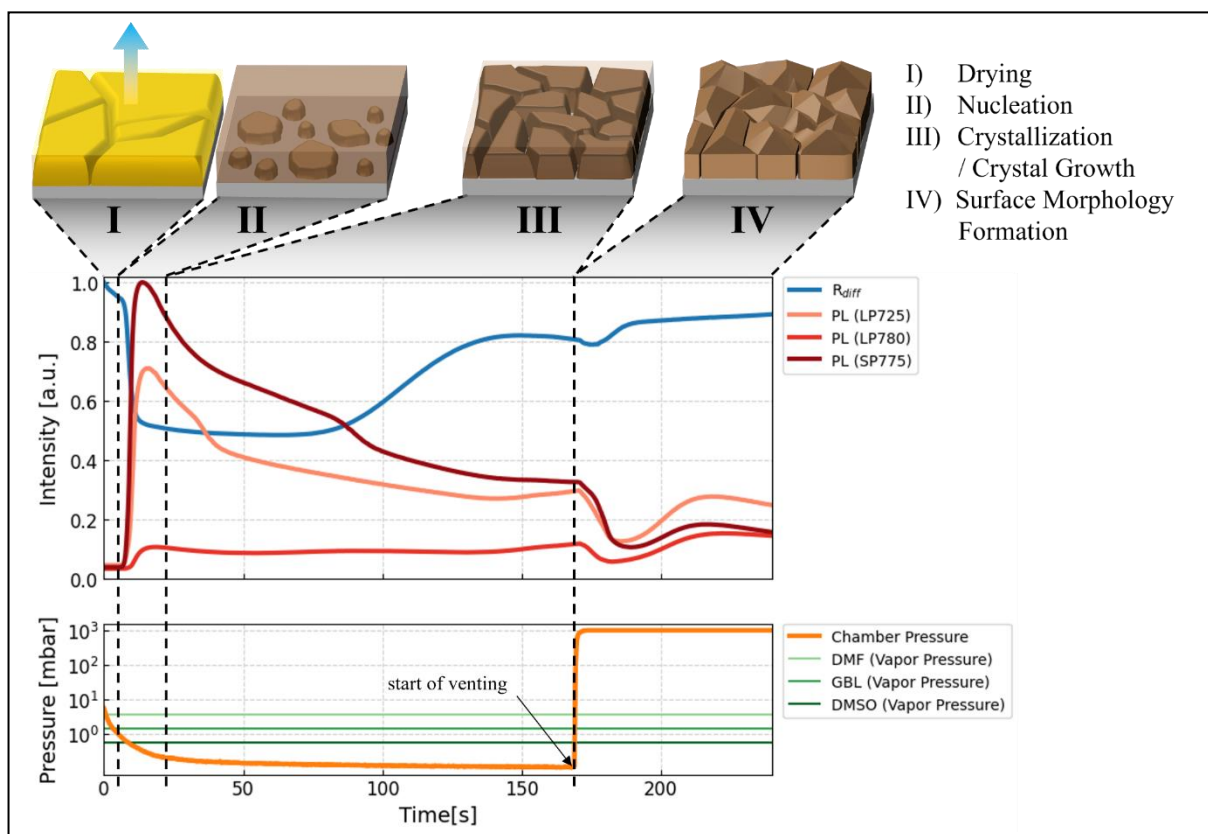 I) Drying
II) Nucleation
III) Crystallization
/ Crystal Growth
IV) Surface Morphology
Formation
I
II
III
IV
1.0
0.8
0.6
0.4
0.2
0.0
Intensity [a.u.]
R_diff
PL (LP725)
PL (LP780)
PL (SP775)
10³
10²
10¹
10⁰
Pressure [mbar]
start of venting
Chamber Pressure
DMF (Vapor Pressure)
GBL (Vapor Pressure)
DMSO (Vapor Pressure)
0 50 100 150 200
Time[s]